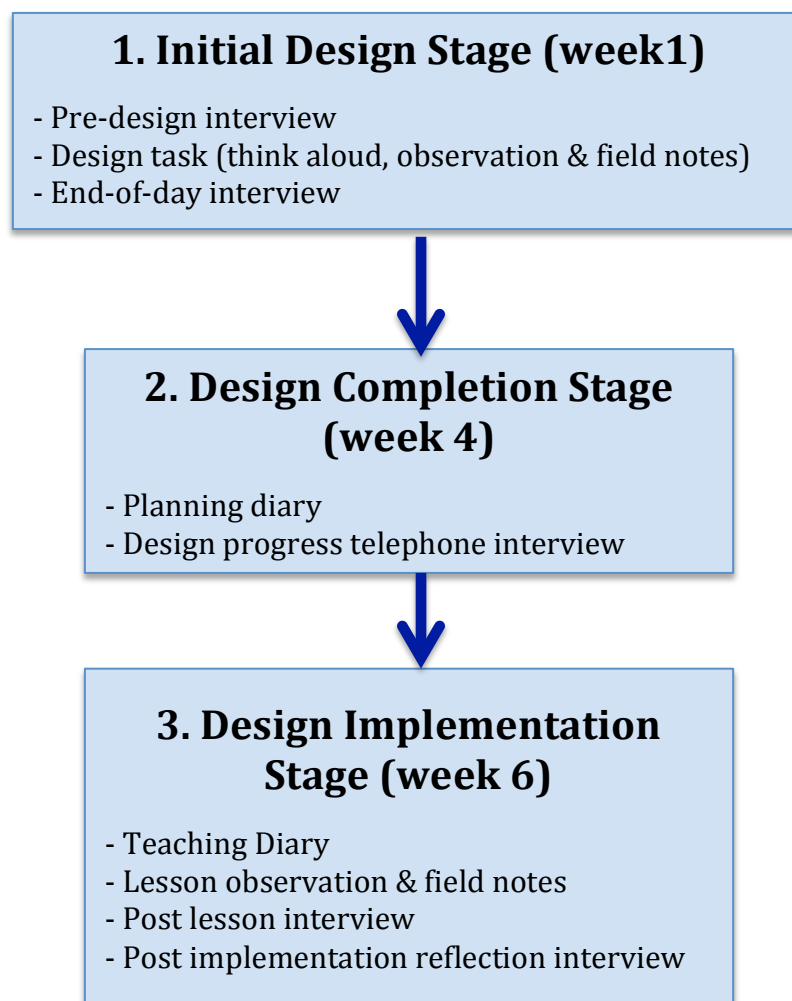 1. Initial Design Stage (week1)
- Pre-design interview
- Design task (think aloud, observation & field notes)
- End-of-day interview
2. Design Completion Stage
(week 4)
- Planning diary
- Design progress telephone interview
3. Design Implementation
Stage (week 6)
- Teaching Diary
- Lesson observation & field notes
- Post lesson interview
- Post implementation reflection interview